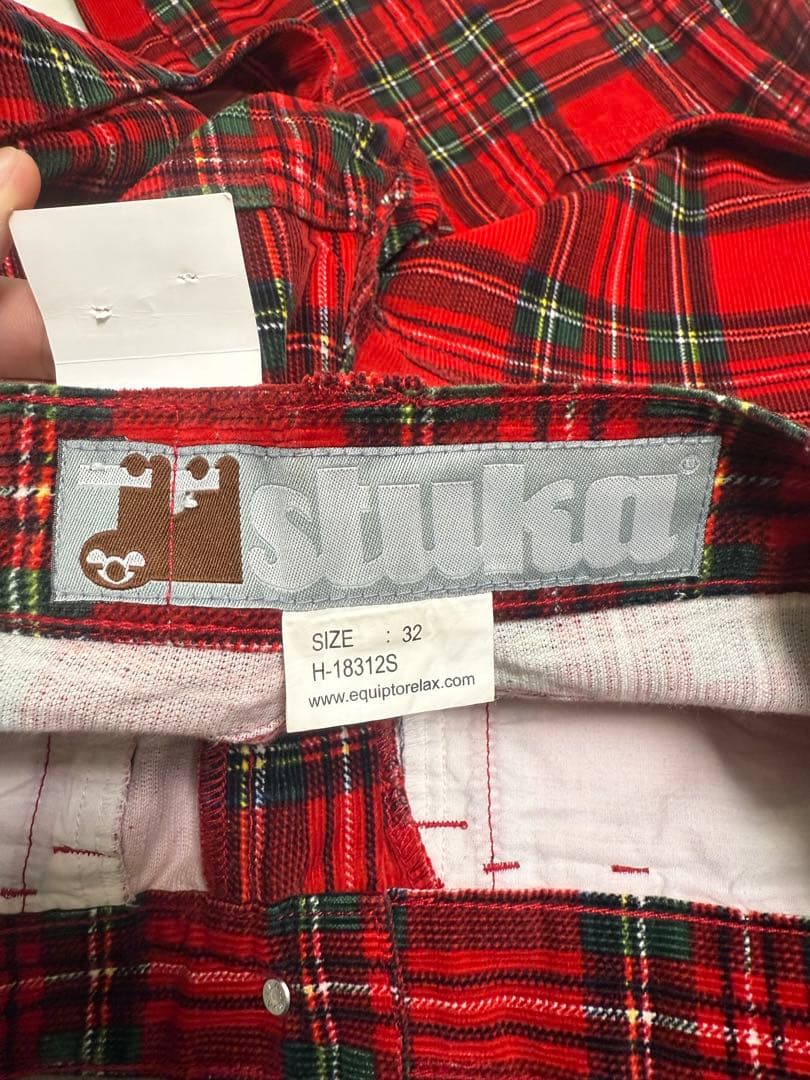 stuka®
SIZE : 32
H-18312S
www.equiptorelax.com